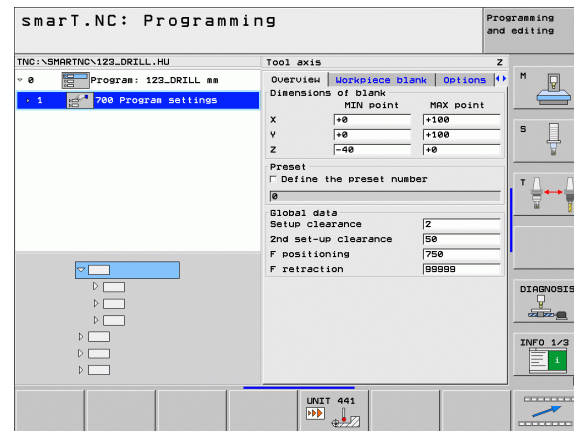 smarT.NC: Programming
Programming
and editing
TNC:\SMARTNC\123_DRILL.HU
Tool axis Z
0 Program: 123_DRILL mm
1 700 Program settings
Overview Workpiece blank Options
Dimensions of blank
MIN point MAX point
X +0 +100
Y +0 +100
Z -40 +0
Preset
Define the preset number
0
Global data
Setup clearance 2
2nd set-up clearance 50
F positioning 750
F retraction 99999
M
S
T
DIAGNOSIS
INFO 1/3
i
UNIT 441